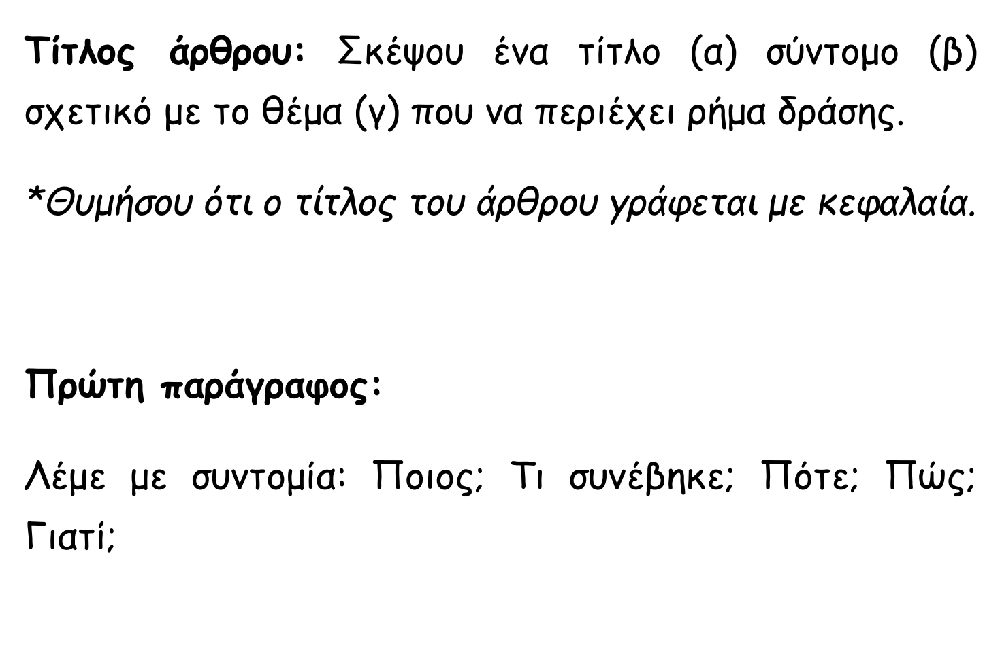 Τίτλος άρθρου: Σκέψου ένα τίτλο (α) σύντομο (β)
σχετικό με το θέμα (γ) που να περιέχει ρήμα δράσης.
*Θυμήσου ότι ο τίτλος του άρθρου γράφεται με κεφαλαία.
Πρώτη παράγραφος:
Λέμε με συντομία: Ποιος; Τι συνέβηκε; Πότε; Πώς;
Γιατί;